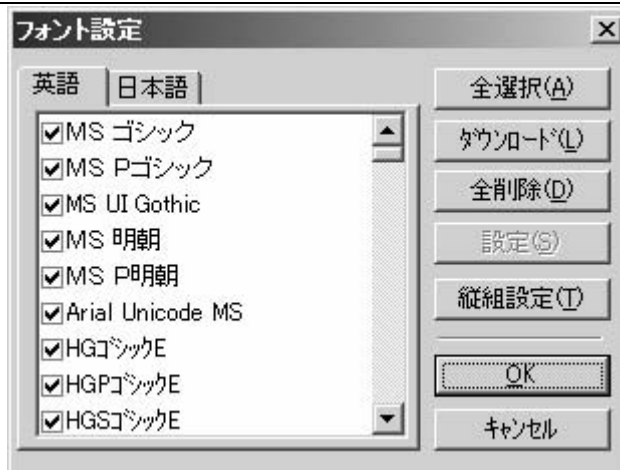 フォント設定
英語
日本語
MS ゴシック
MS Pゴシック
MS UI Gothic
MS 明朝
MS P明朝
Arial Unicode MS
HGｺﾞｼｯｸE
HGPｺﾞｼｯｸE
HGSｺﾞｼｯｸE
全選択(A)
ﾀﾞｳﾝﾛｰﾄﾞ(L)
全削除(D)
設定(S)
縦組設定(T)
OK
ｷｬﾝｾﾙ